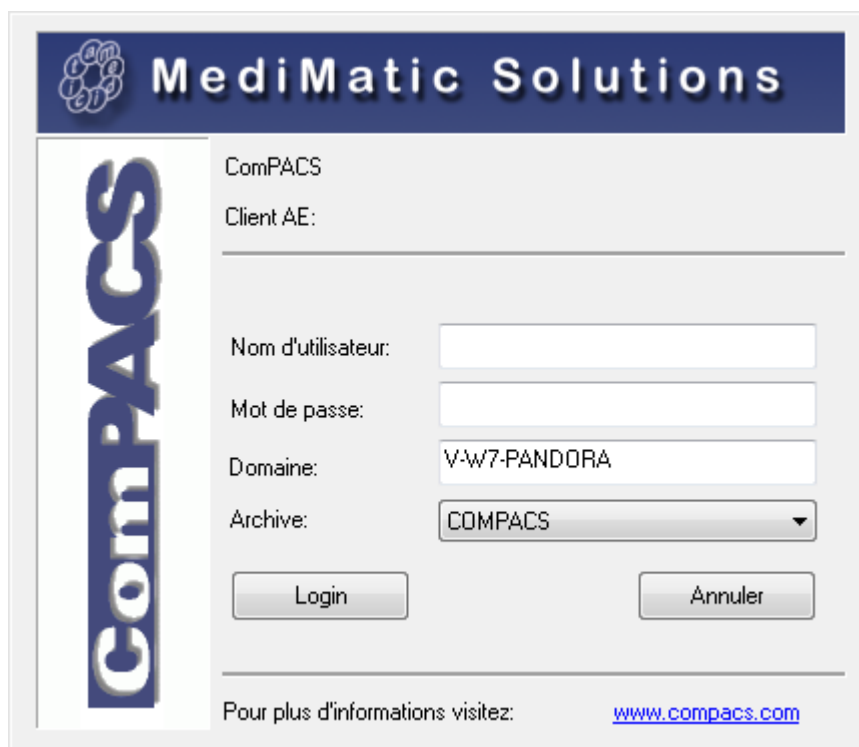 MediMatic Solutions
ComPACS
ComPACS
Client AE:
Nom d'utilisateur:
Mot de passe:
Domaine: V-W7-PANDORA
Archive: COMPACS
Login Annuler
Pour plus d'informations visitez: www.compacs.com